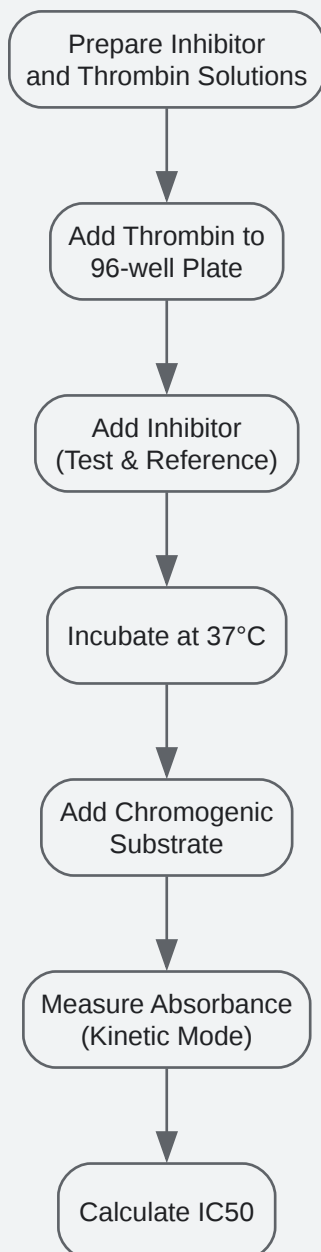 Prepare Inhibitor
and Thrombin Solutions
Add Thrombin to
96-well Plate
Add Inhibitor
(Test & Reference)
Incubate at 37°C
Add Chromogenic
Substrate
Measure Absorbance
(Kinetic Mode)
Calculate IC50